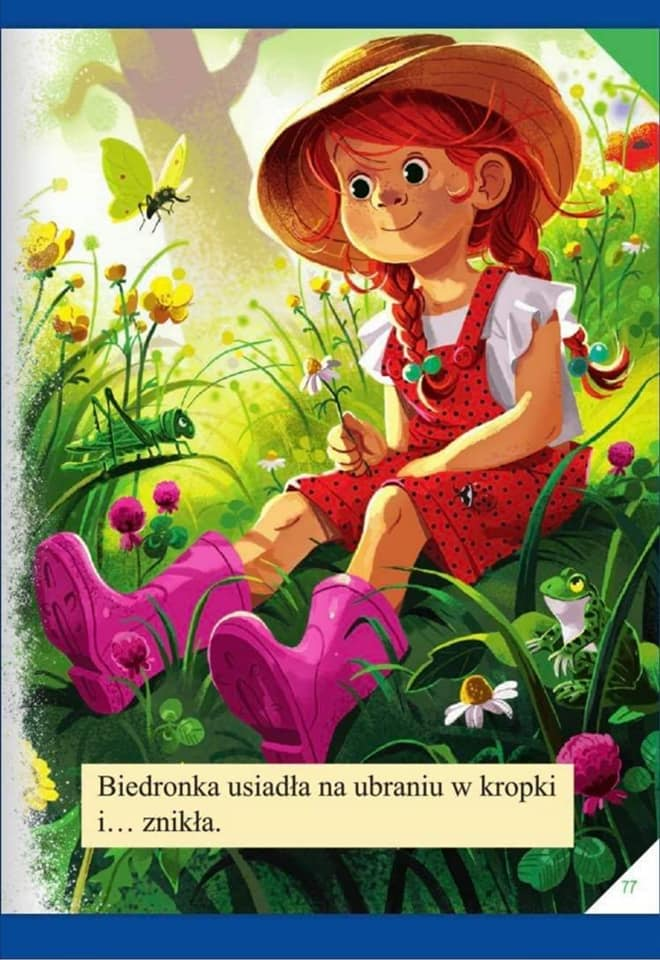 Biedronka usiadła na ubraniu w kropki
i… znikła.
77